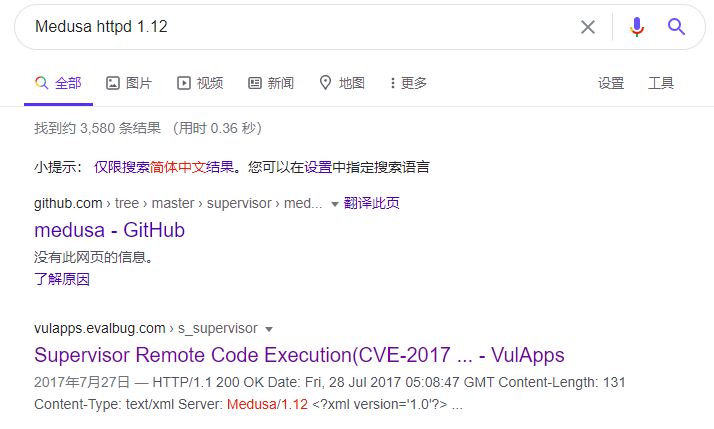 Medusa httpd 1.12
全部 图片 视频 新闻 地图 更多 设置 工具
找到约 3,580 条结果 （用时 0.36 秒）
小提示： 仅限搜索简体中文结果。您可以在设置中指定搜索语言
github.com › tree › master › supervisor › med... 翻译此页
medusa - GitHub
没有此网页的信息。
了解原因
vulapps.evalbug.com › s_supervisor
Supervisor Remote Code Execution(CVE-2017 ... - VulApps
2017年7月27日 — HTTP/1.1 200 OK Date: Fri, 28 Jul 2017 05:08:47 GMT Content-Length: 131
Content-Type: text/xml Server: Medusa/1.12 <?xml version='1.0'?> ...